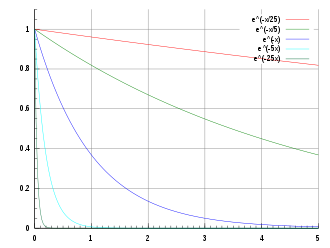 e^(-x/25)
e^(-x/5)
e^(-x)
e^(-5x)
e^(-25x)
1
0.8
0.6
0.4
0.2
0
0 1 2 3 4 5